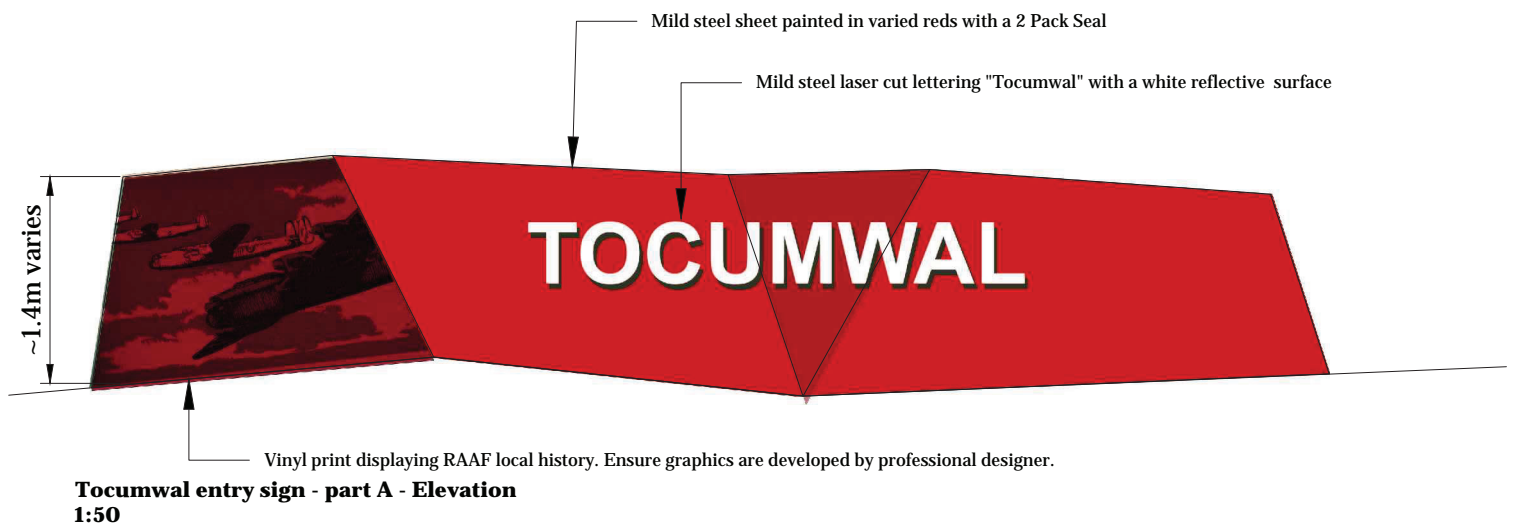 Mild steel sheet painted in varied reds with a 2 Pack Seal
Mild steel laser cut lettering "Tocumwal" with a white reflective surface
~1.4m varies
TOCUMWAL
Vinyl print displaying RAAF local history. Ensure graphics are developed by professional designer.
Tocumwal entry sign - part A - Elevation
1:50